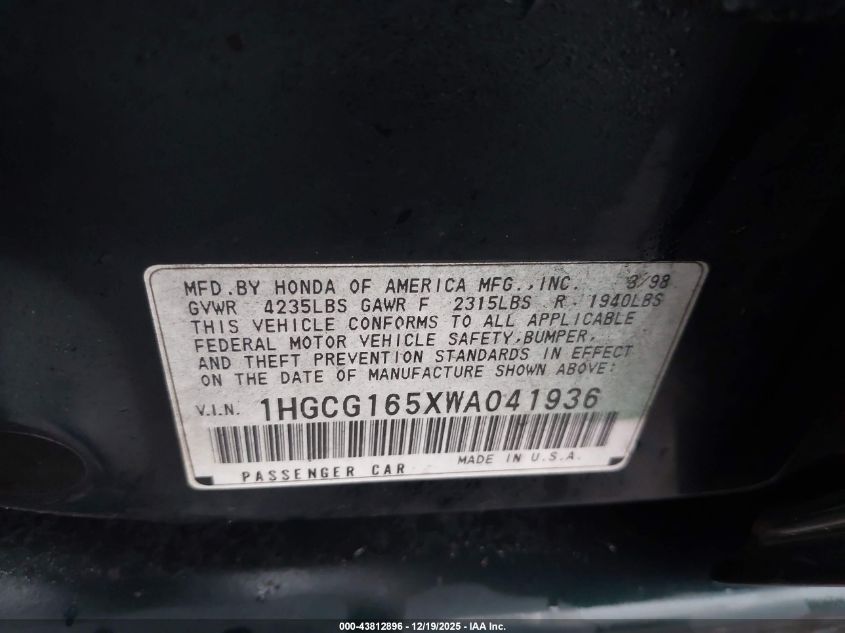 MFD.BY HONDA OF AMERICA MFG.,INC. 3/98
GVWR 4235LBS GAWR F 2315LBS R 1940LBS
THIS VEHICLE CONFORMS TO ALL APPLICABLE
FEDERAL MOTOR VEHICLE SAFETY,BUMPER,
AND THEFT PREVENTION STANDARDS IN EFFECT
ON THE DATE OF MANUFACTURE SHOWN ABOVE:
V.I.N. 1HGCG165XWA041936
PASSENGER CAR MADE IN U.S.A.
000-43812896 - 12/19/2025 - IAA Inc.